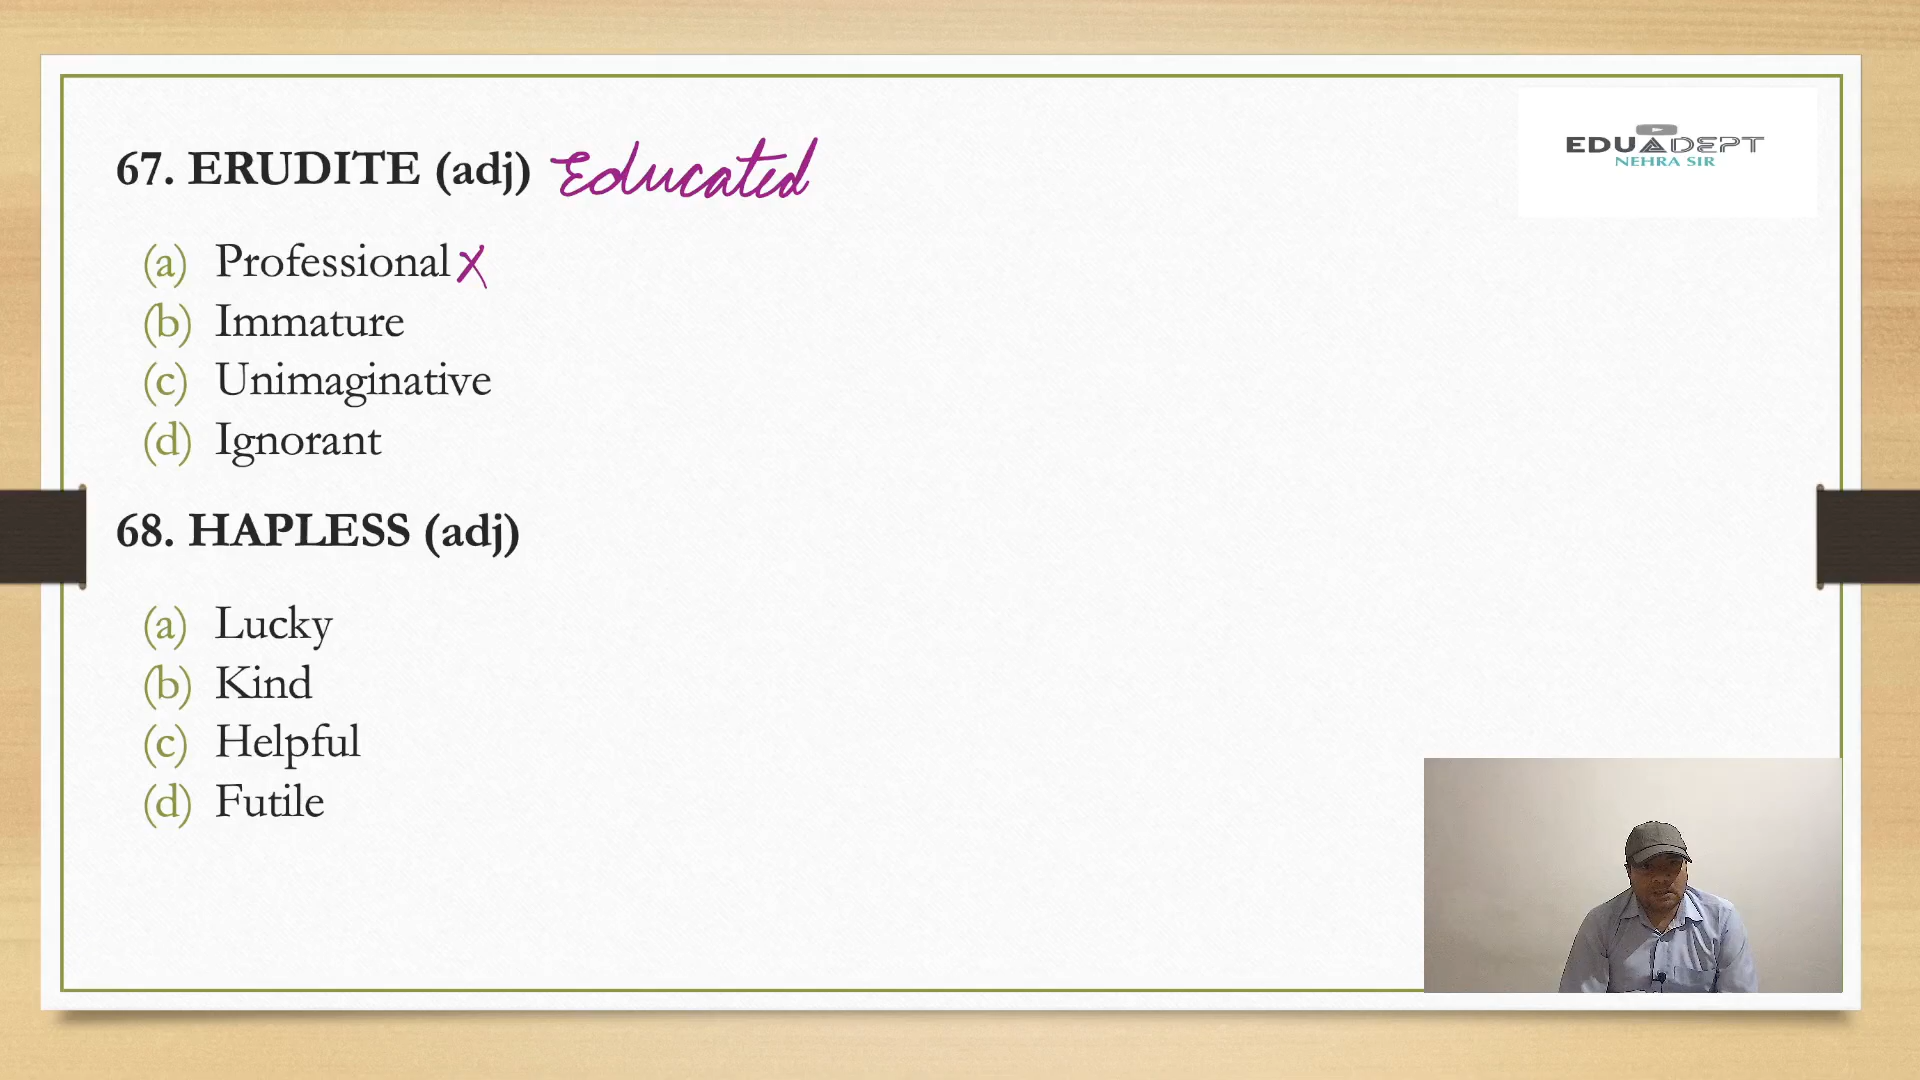 67. ERUDITE (adj) Educated
EDUADEPT
NEHRA SIR
(a) Professional X
(b) Immature
(c) Unimaginative
(d) Ignorant
68. HAPLESS (adj)
(a) Lucky
(b) Kind
(c) Helpful
(d) Futile